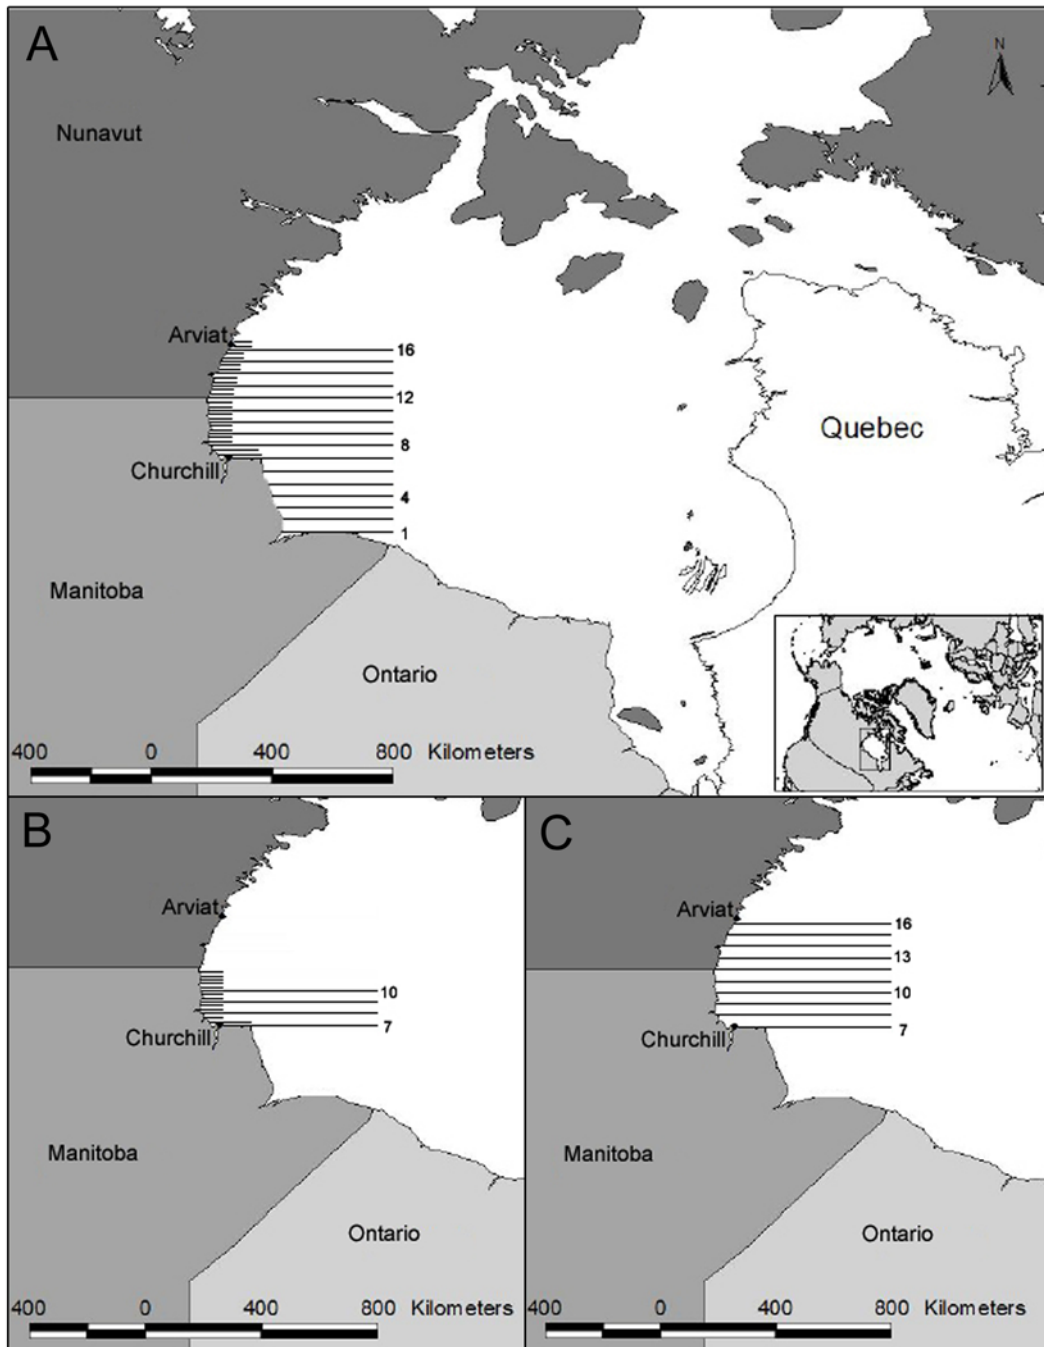 A
N
Nunavut
Arviat
16
12
Quebec
8
Churchill
4
1
Manitoba
Ontario
400 0 400 800 Kilometers
B
Arviat
10
7
Churchill
Manitoba
Ontario
400 0 400 800 Kilometers
C
Arviat
16
13
10
7
Churchill
Manitoba
Ontario
400 0 400 800 Kilometers